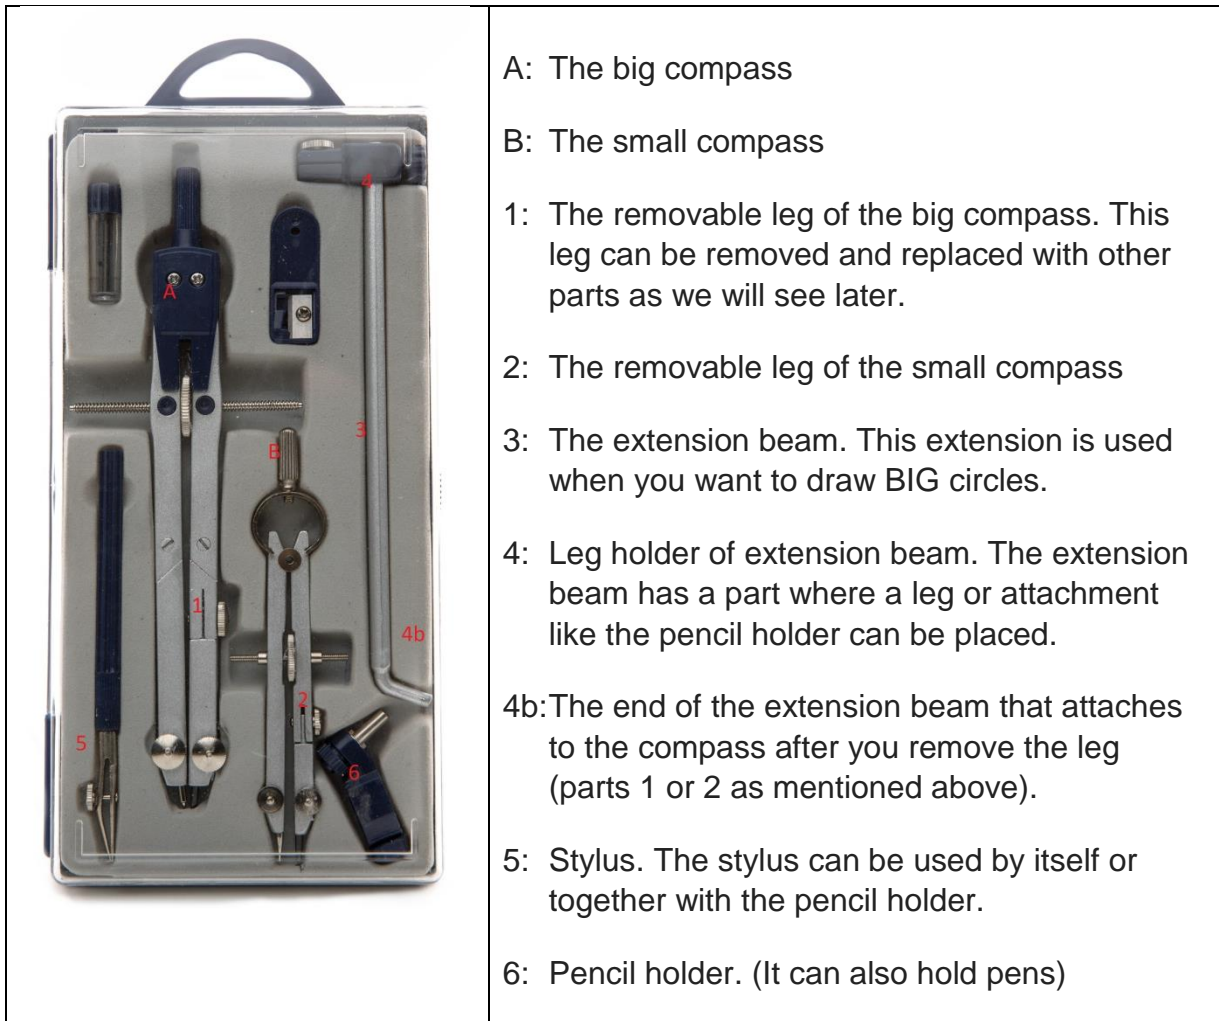 A
B
1
2
3
4
4b
5
6
A: The big compass
B: The small compass
1: The removable leg of the big compass. This
leg can be removed and replaced with other
parts as we will see later.
2: The removable leg of the small compass
3: The extension beam. This extension is used
when you want to draw BIG circles.
4: Leg holder of extension beam. The extension
beam has a part where a leg or attachment
like the pencil holder can be placed.
4b:The end of the extension beam that attaches
to the compass after you remove the leg
(parts 1 or 2 as mentioned above).
5: Stylus. The stylus can be used by itself or
together with the pencil holder.
6: Pencil holder. (It can also hold pens)